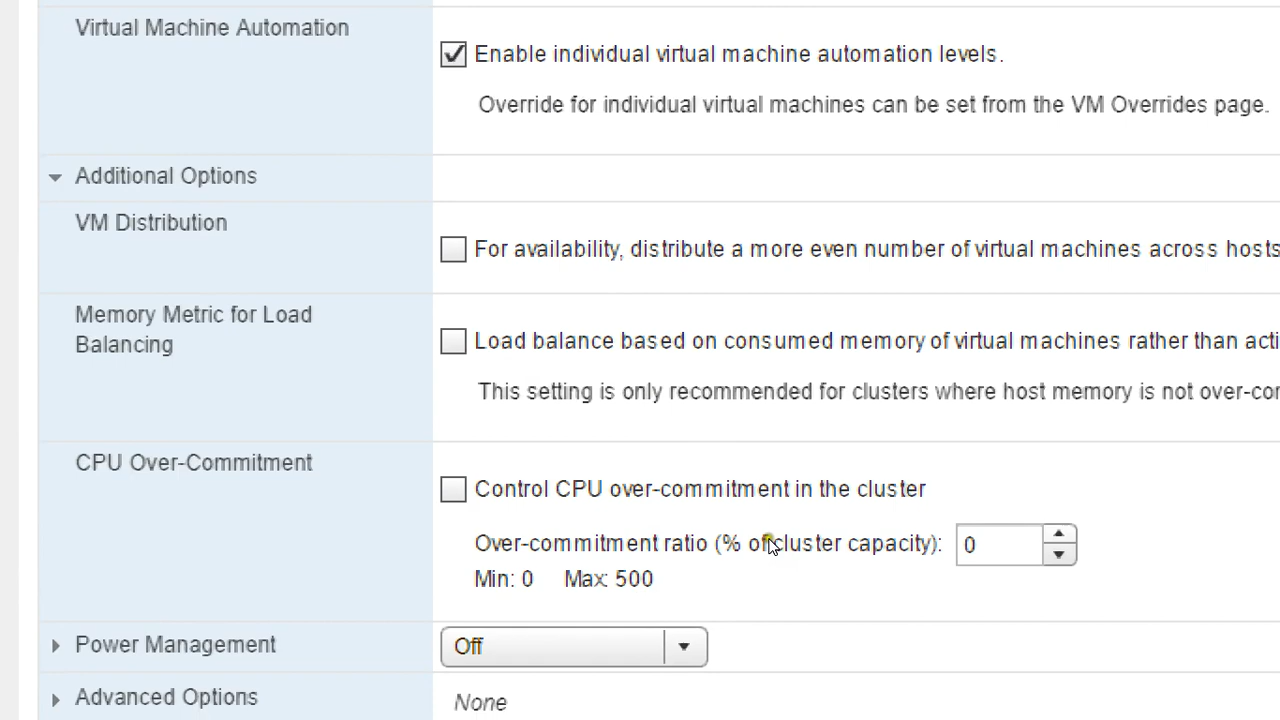 Virtual Machine Automation
Enable individual virtual machine automation levels.
Override for individual virtual machines can be set from the VM Overrides page.
Additional Options
VM Distribution
For availability, distribute a more even number of virtual machines across hosts
Memory Metric for Load
Balancing
Load balance based on consumed memory of virtual machines rather than acti
This setting is only recommended for clusters where host memory is not over-co
CPU Over-Commitment
Control CPU over-commitment in the cluster
Over-commitment ratio (% of cluster capacity): 0
Min: 0 Max: 500
Power Management
Off
Advanced Options
None